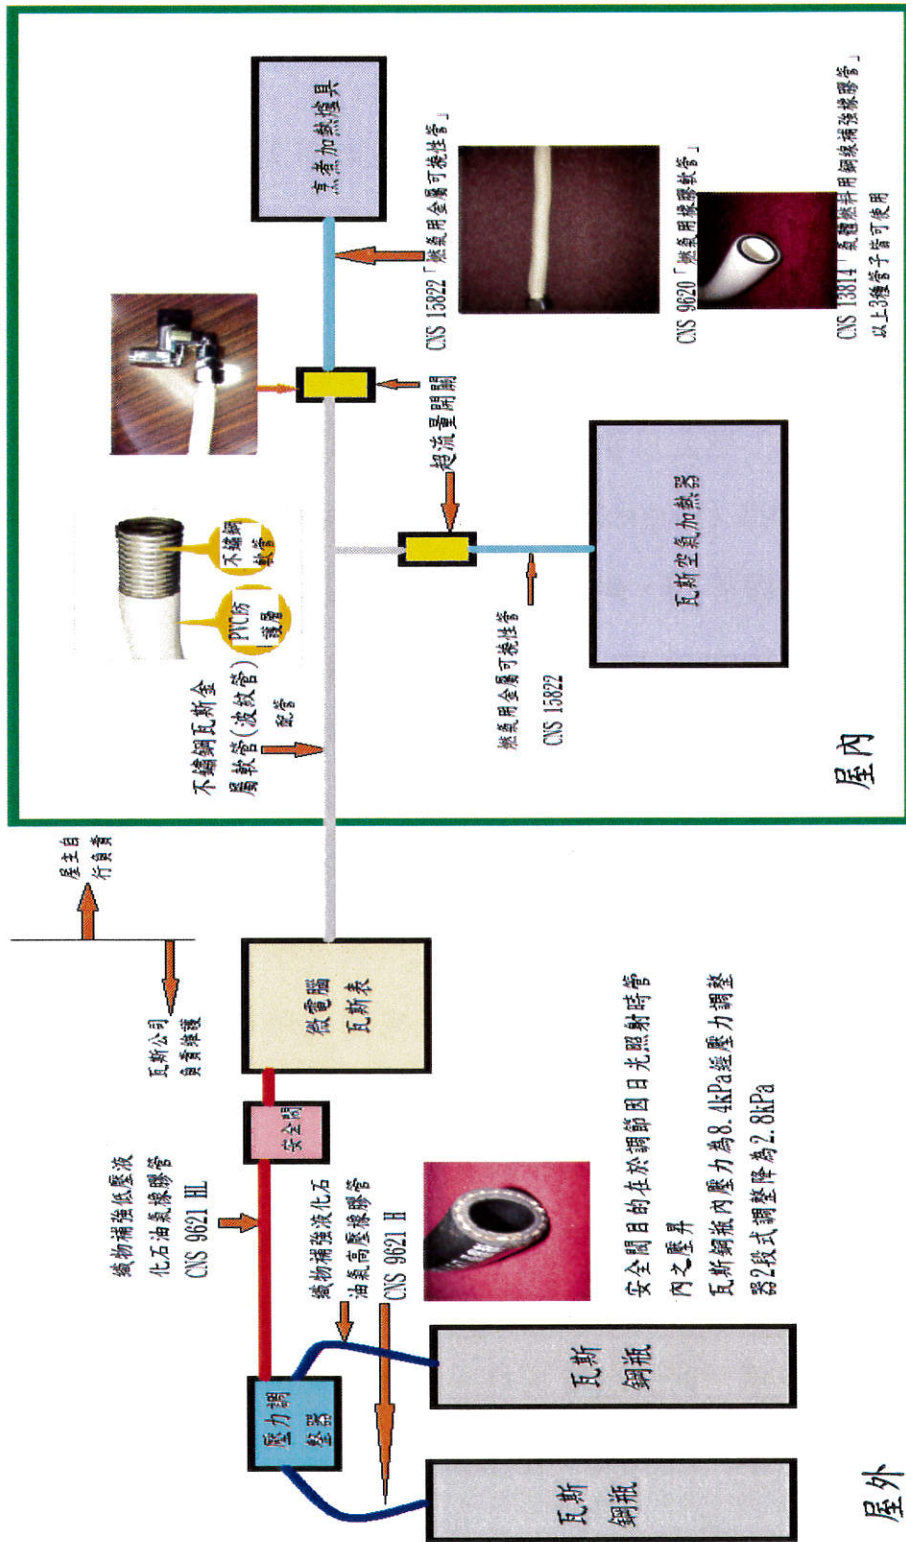 屋主自
行負責
瓦斯公司
負責維護
織物補強低壓液
化石油氣橡膠管
CNS 9621 HL
壓力調
整器
安全閥
微電腦
瓦斯表
織物補強液化石
油氣高壓橡膠管
CNS 9621 H
瓦斯
鋼瓶
瓦斯
鋼瓶
安全閥目的在於調節因日光照射時管
內之壓昇
瓦斯鋼瓶內壓力為8.4kPa經壓力調整
器2段式調整降為2.8kPa
屋外
不鏽鋼瓦斯金
屬軟管(波紋管)
配管
PVC防
護層
不鏽鋼
軟管
烹煮加熱爐具
超流量開關
燃氣用金屬可撓性管
CNS 15822
瓦斯空氣加熱器
CNS 15822「燃氣用金屬可撓性管」
CNS 9620「燃氣用橡膠軟管」
CNS 13814「氣體燃料用鋼線補強橡膠管」
以上3種管子皆可使用
屋內